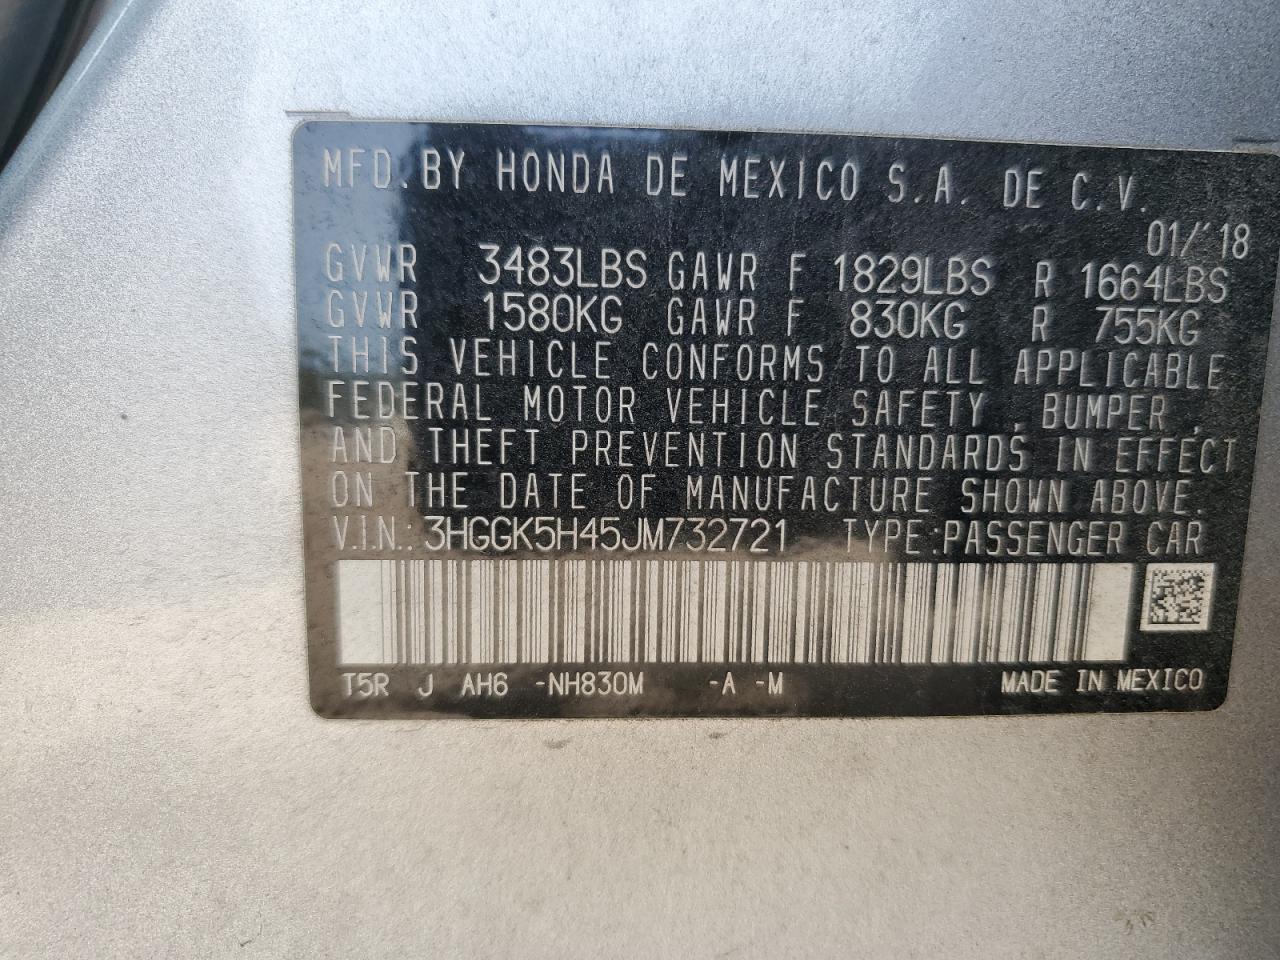 MFD.BY HONDA DE MEXICO S.A. DE C.V.
01/'18
GVWR 3483LBS GAWR F 1829LBS R 1664LBS
GVWR 1580KG GAWR F 830KG R 755KG
THIS VEHICLE CONFORMS TO ALL APPLICABLE
FEDERAL MOTOR VEHICLE SAFETY, BUMPER,
AND THEFT PREVENTION STANDARDS IN EFFECT
ON THE DATE OF MANUFACTURE SHOWN ABOVE.
V.I.N.: 3HGGK5H45JM732721 TYPE:PASSENGER CAR
T5R J AH6 -NH830M -A -M MADE IN MEXICO